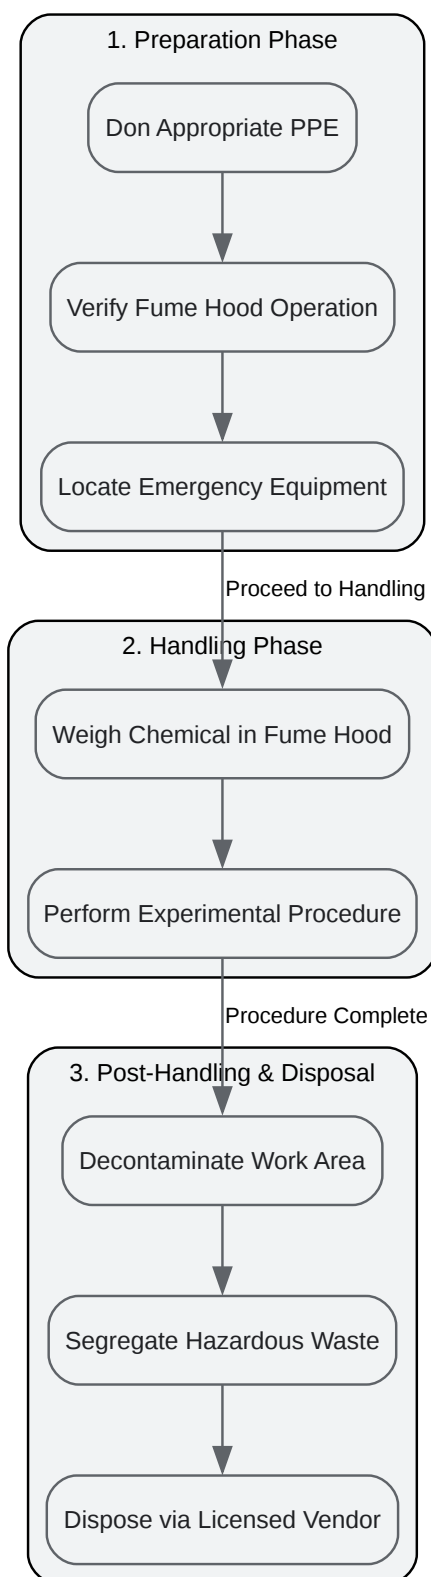 1. Preparation Phase
Don Appropriate PPE
Verify Fume Hood Operation
Locate Emergency Equipment
Proceed to Handling
2. Handling Phase
Weigh Chemical in Fume Hood
Perform Experimental Procedure
Procedure Complete
3. Post-Handling & Disposal
Decontaminate Work Area
Segregate Hazardous Waste
Dispose via Licensed Vendor